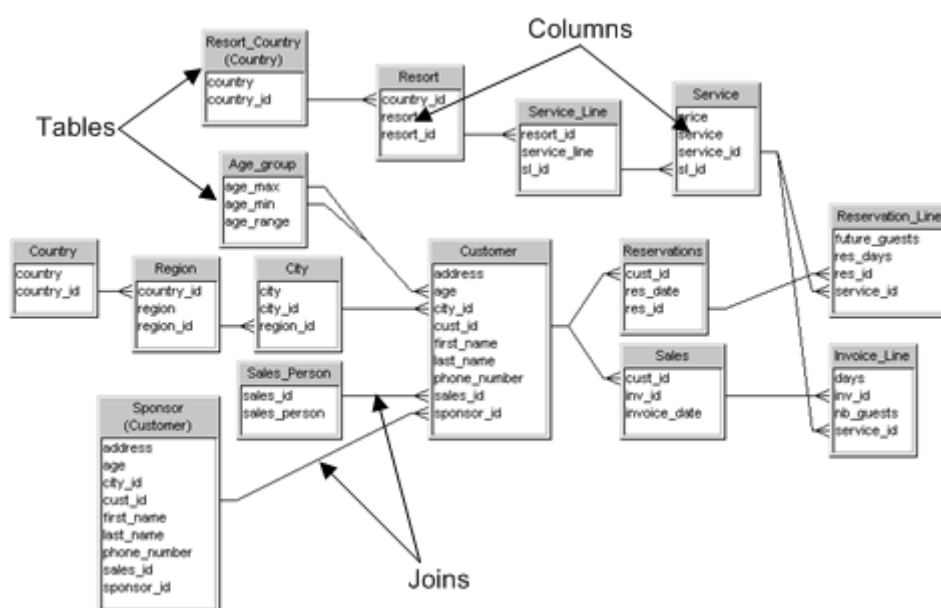 Columns
Tables
Joins
Resort_Country
(Country)
country
country_id
Resort
country_id
resort
resort_id
Service_Line
resort_id
service_line
sl_id
Service
price
service
service_id
sl_id
Age_group
age_max
age_min
age_range
Country
country
country_id
Region
country_id
region
region_id
City
city
city_id
region_id
Customer
address
age
city_id
cust_id
first_name
last_name
phone_number
sales_id
sponsor_id
Reservations
cust_id
res_date
res_id
Reservation_Line
future_guests
res_days
res_id
service_id
Sales_Person
sales_id
sales_person
Sales
cust_id
inv_id
invoice_date
Invoice_Line
days
inv_id
nb_guests
service_id
Sponsor
(Customer)
address
age
city_id
cust_id
first_name
last_name
phone_number
sales_id
sponsor_id